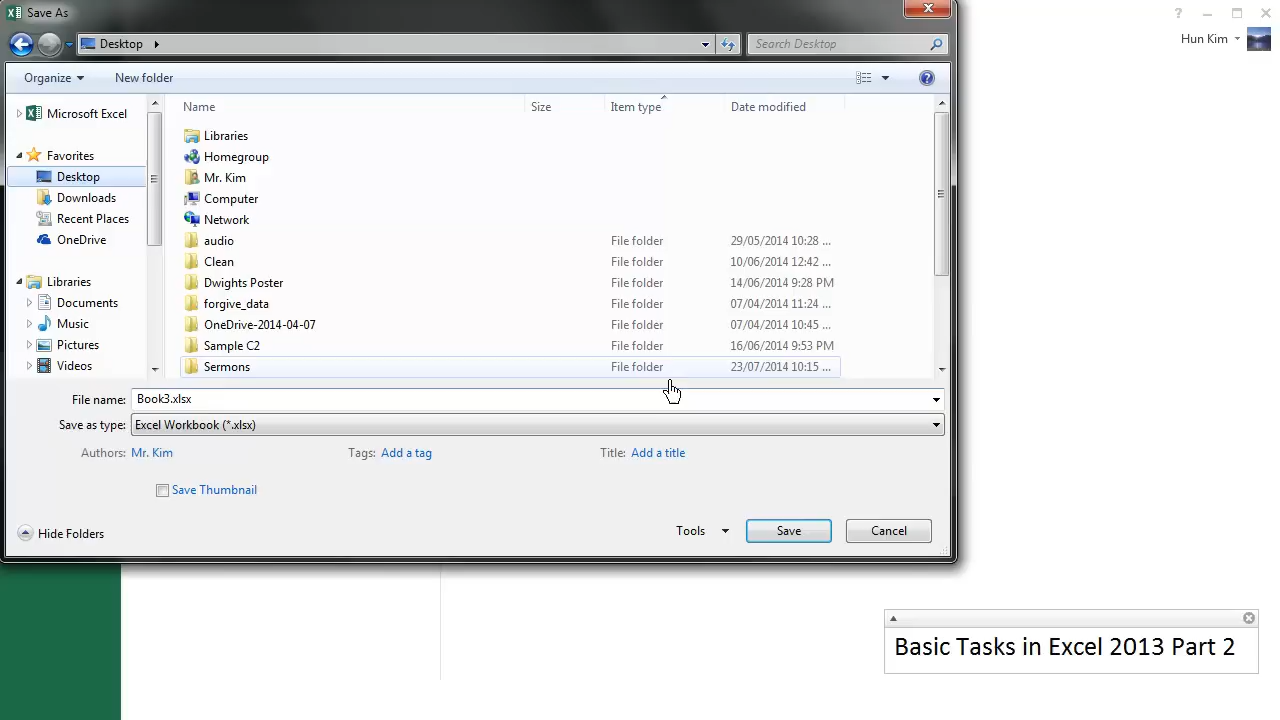 Save As
?
Hun Kim
Desktop
Search Desktop
Organize
New folder
?
Name Size Item type Date modified
Microsoft Excel
Favorites
Desktop
Downloads
Recent Places
OneDrive
Libraries
Documents
Music
Pictures
Videos
Libraries
Homegroup
Mr. Kim
Computer
Network
audio File folder 29/05/2014 10:28 ...
Clean File folder 10/06/2014 12:42 ...
Dwights Poster File folder 14/06/2014 9:28 PM
forgive_data File folder 07/04/2014 11:24 ...
OneDrive-2014-04-07 File folder 07/04/2014 10:45 ...
Sample C2 File folder 16/06/2014 9:53 PM
Sermons File folder 23/07/2014 10:15 ...
File name: Book3.xlsx
Save as type: Excel Workbook (*.xlsx)
Authors: Mr. Kim Tags: Add a tag Title: Add a title
Save Thumbnail
Hide Folders Tools Save Cancel
Basic Tasks in Excel 2013 Part 2